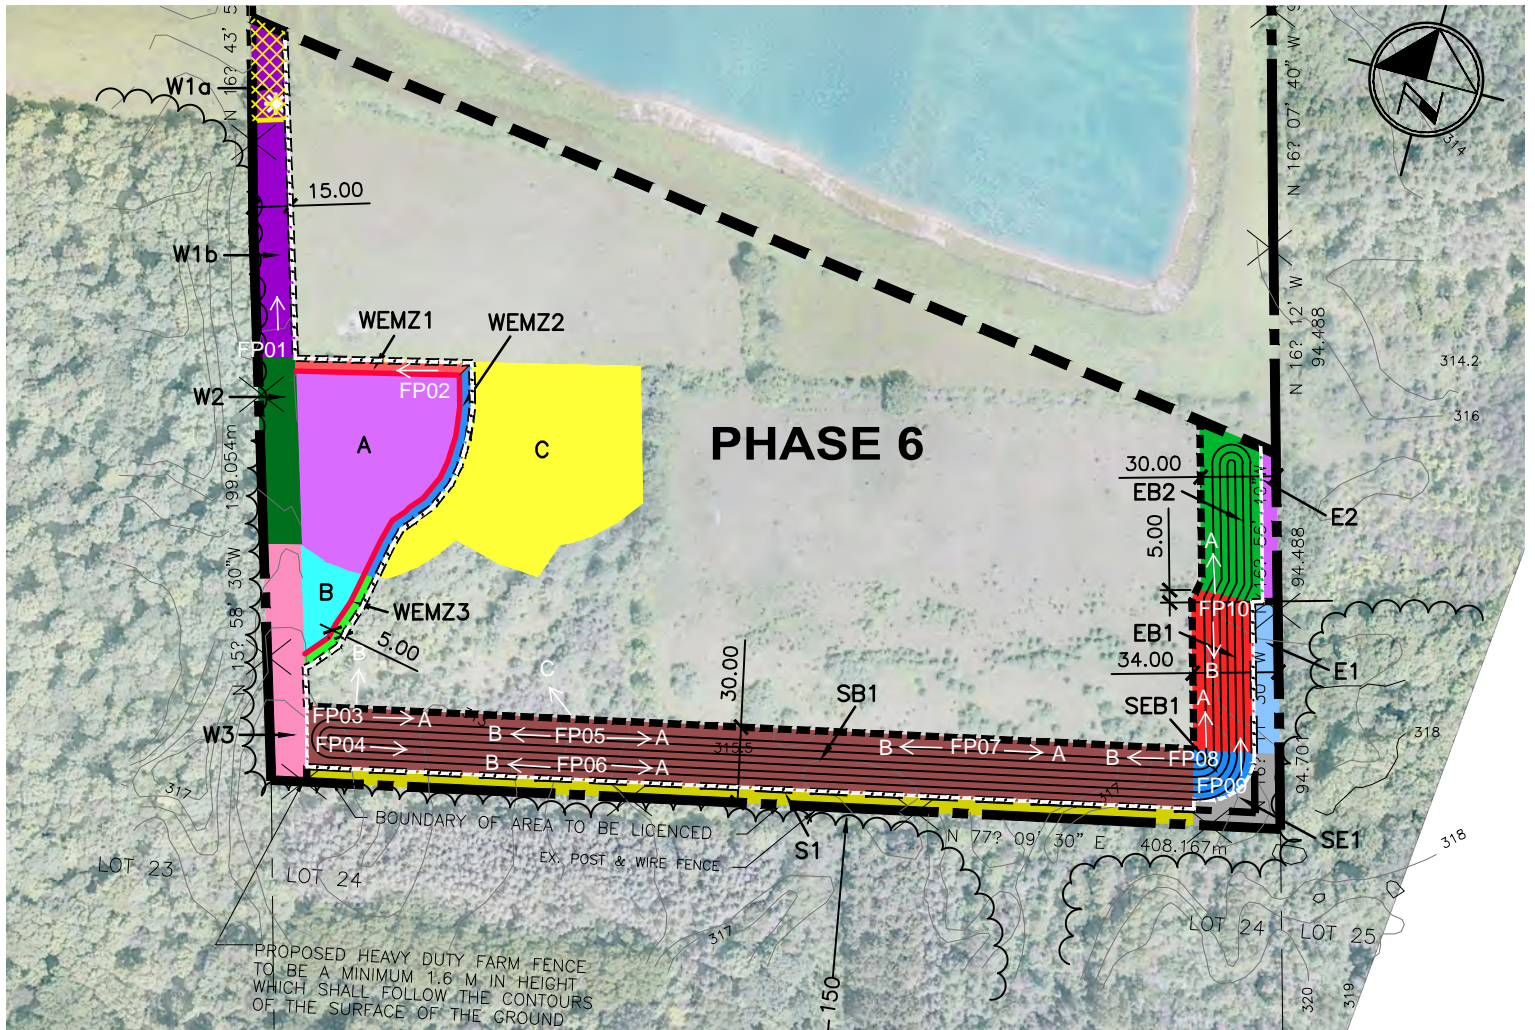 N 16? 43' 5
W1a
15.00
W1b
FP01
WEMZ1
WEMZ2
FP02
W2
A
C
B
199.054m
N 15? 58' 30"W
WEMZ3
5.00
B
C
W3
PHASE 6
N 16? 07' 40" W
N 16? 12' W
94.488
314
314.2
316
30.00
EB2
5.00
E2
94.488
A
FP10
EB1
B
34.00
E1
SEB1
A
318
94.701
30.00
SB1
FP03
A
FP04
B
FP05
A
315.5
B
FP06
A
B
FP07
A
B
FP08
FP09
317
317
BOUNDARY OF AREA TO BE LICENCED
EX. POST & WIRE FENCE
S1
N 77? 09' 30" E
408.167m
SE1
318
LOT 23
LOT 24
LOT 24
LOT 25
317
150
320
319
PROPOSED HEAVY DUTY FARM FENCE
TO BE A MINIMUM 1.6 M IN HEIGHT
WHICH SHALL FOLLOW THE CONTOURS
OF THE SURFACE OF THE GROUND